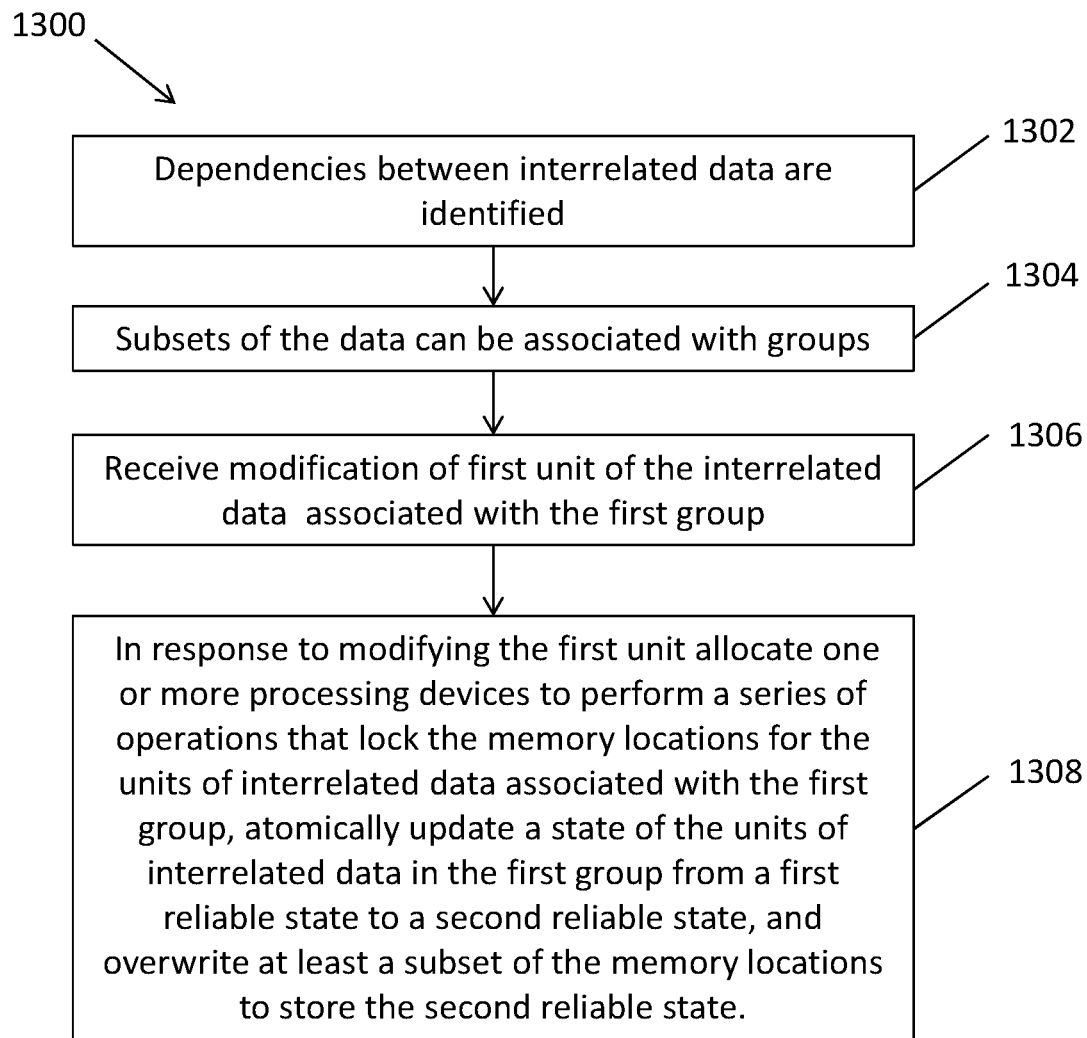 1300
1302
Dependencies between interrelated data are
identified
1304
Subsets of the data can be associated with groups
1306
Receive modification of first unit of the interrelated
data associated with the first group
In response to modifying the first unit allocate one
or more processing devices to perform a series of
operations that lock the memory locations for the
units of interrelated data associated with the first
1308
group, atomically update a state of the units of
interrelated data in the first group from a first
reliable state to a second reliable state, and
overwrite at least a subset of the memory locations
to store the second reliable state.